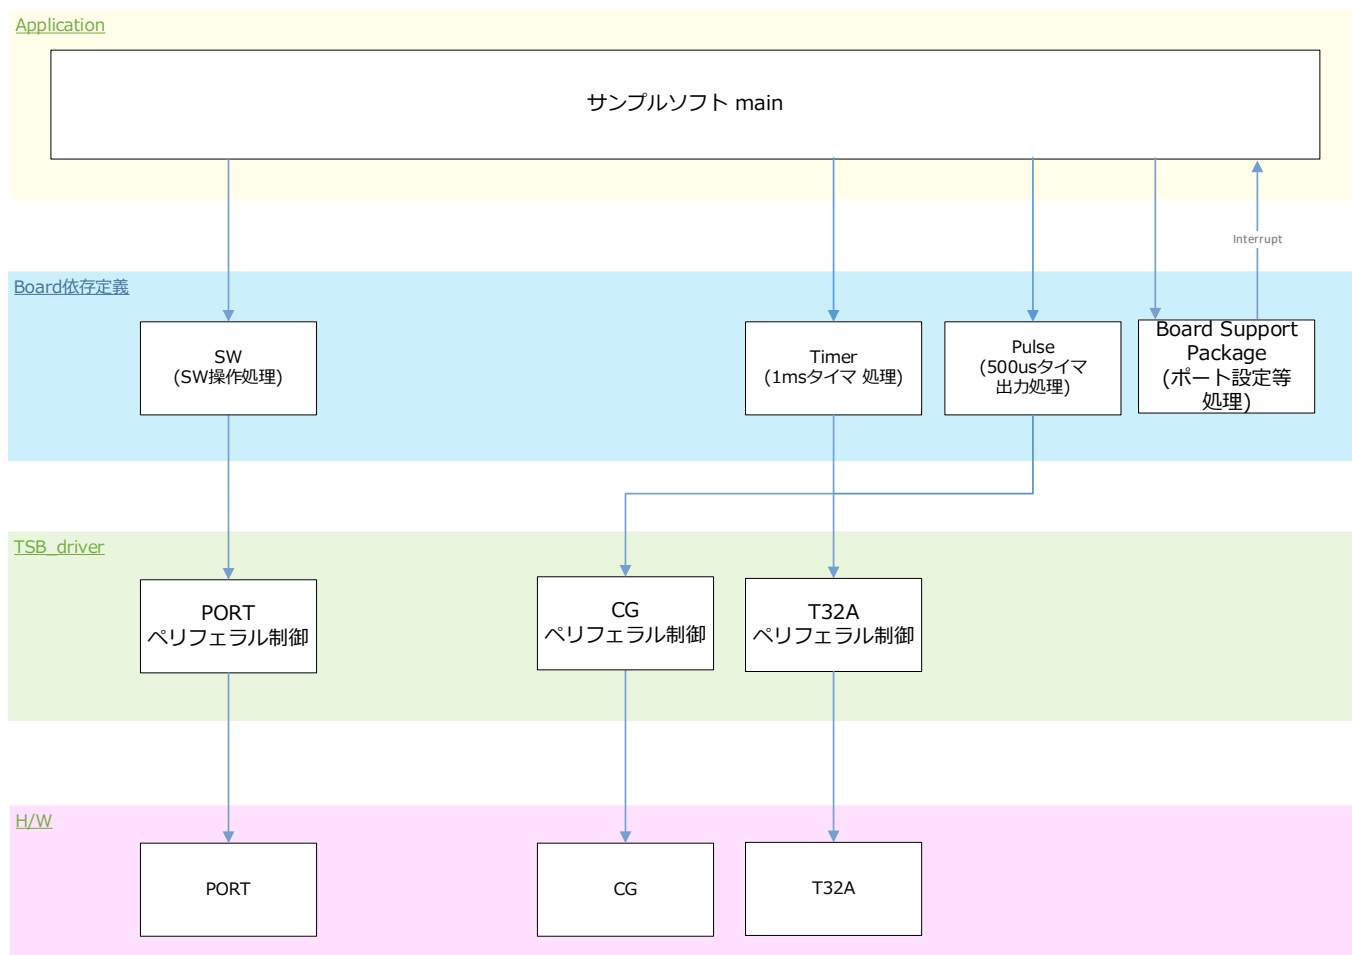 Application
サンプルソフト main
Interrupt
Board依存定義
SW
(SW操作処理)
Timer
(1msタイマ 処理)
Pulse
(500usタイマ
出力処理)
Board Support
Package
(ポート設定等
処理)
TSB_driver
PORT
ペリフェラル制御
CG
ペリフェラル制御
T32A
ペリフェラル制御
H/W
PORT
CG
T32A